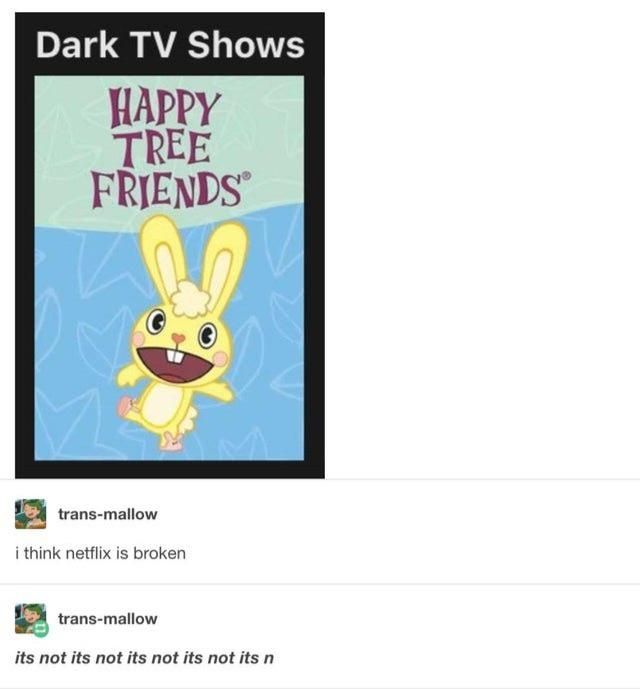 Dark TV Shows
HAPPY
TREE
FRIENDS®
trans-mallow
i think netflix is broken
trans-mallow
its not its not its not its not its n